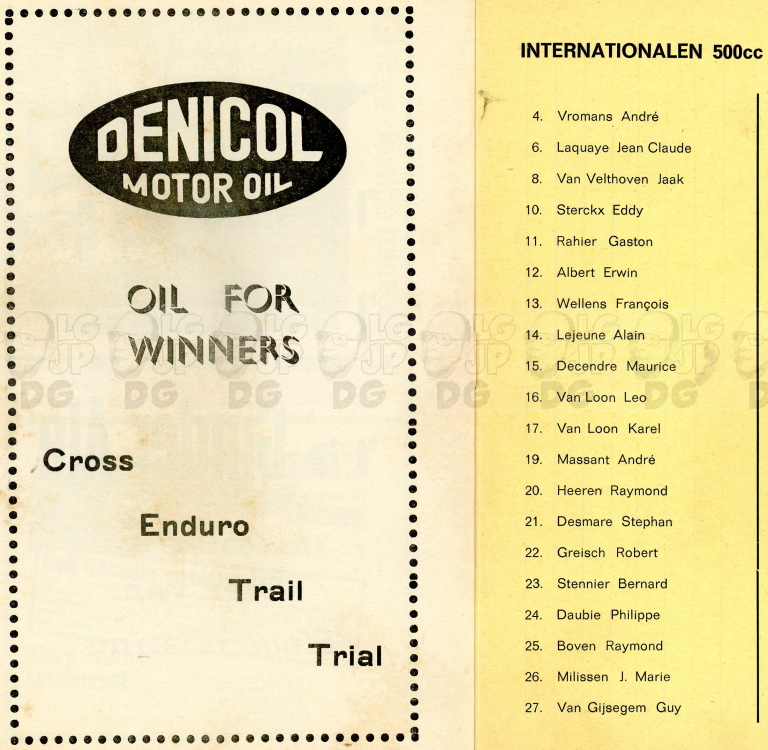 DENICOL
MOTOR OIL
OIL FOR
WINNERS
Cross
Enduro
Trail
Trial
INTERNATIONALEN 500cc
4. Vromans André
6. Laquaye Jean Claude
8. Van Velthoven Jaak
10. Sterckx Eddy
11. Rahier Gaston
12. Albert Erwin
13. Wellens François
14. Lejeune Alain
15. Decendre Maurice
16. Van Loon Leo
17. Van Loon Karel
19. Massant André
20. Heeren Raymond
21. Desmare Stephan
22. Greisch Robert
23. Stennier Bernard
24. Daubie Philippe
25. Boven Raymond
26. Milissen J. Marie
27. Van Gijsegem Guy